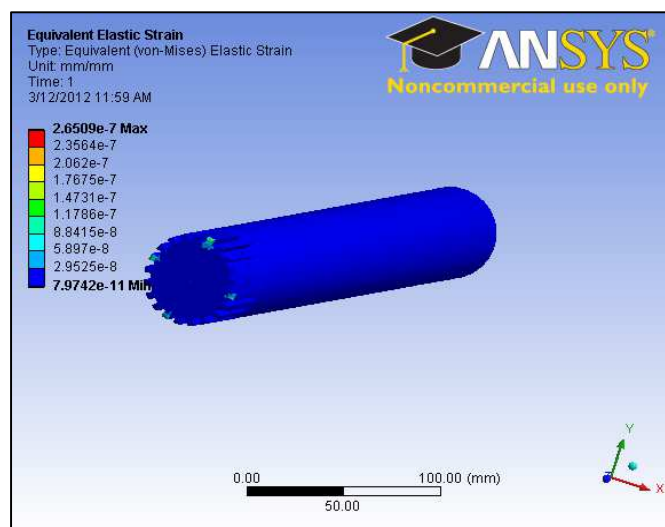 Equivalent Elastic Strain
Type: Equivalent (von-Mises) Elastic Strain
Unit: mm/mm
Time: 1
3/12/2012 11:59 AM
ANSYS®
Noncommercial use only
2.6509e-7 Max
2.3564e-7
2.062e-7
1.7675e-7
1.4731e-7
1.1786e-7
8.8415e-8
5.897e-8
2.9525e-8
7.9742e-11 Min
0.00 100.00 (mm)
50.00
Y
X